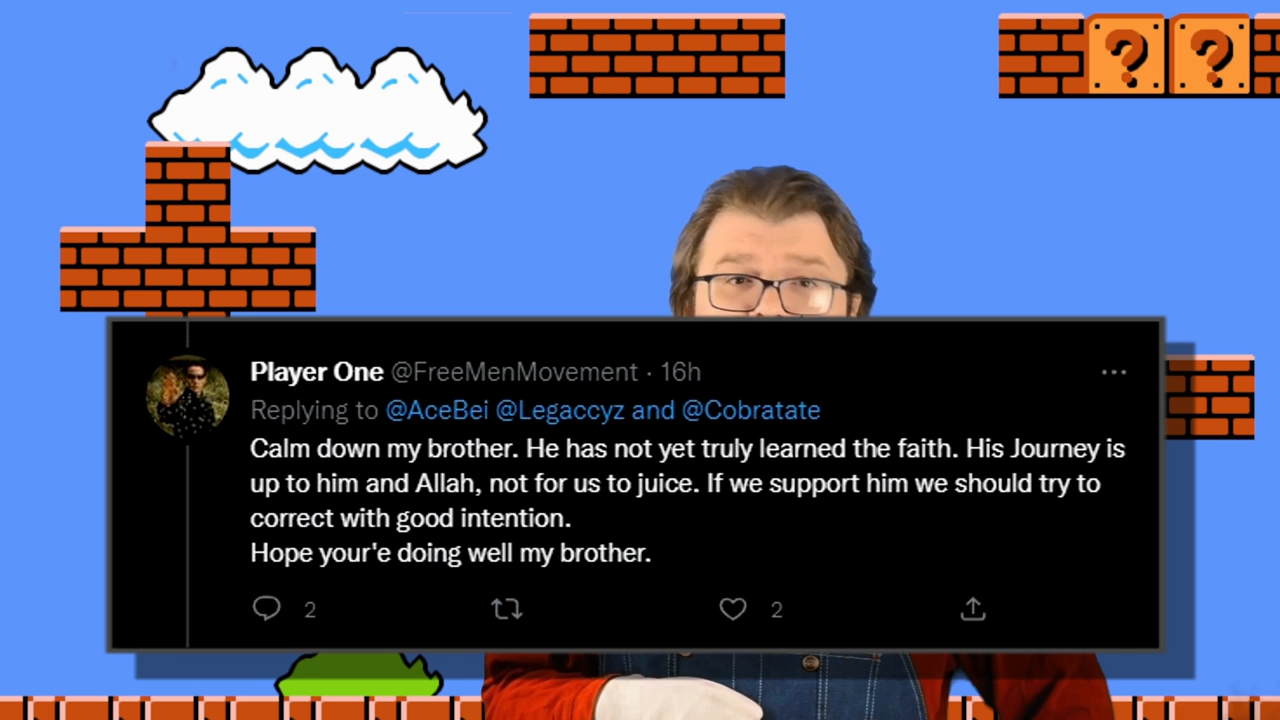 ? ?
Player One @FreeMenMovement · 16h
Replying to @AceBei @Legaccyz and @Cobratate
Calm down my brother. He has not yet truly learned the faith. His Journey is
up to him and Allah, not for us to juice. If we support him we should try to
correct with good intention.
Hope your'e doing well my brother.
2 2